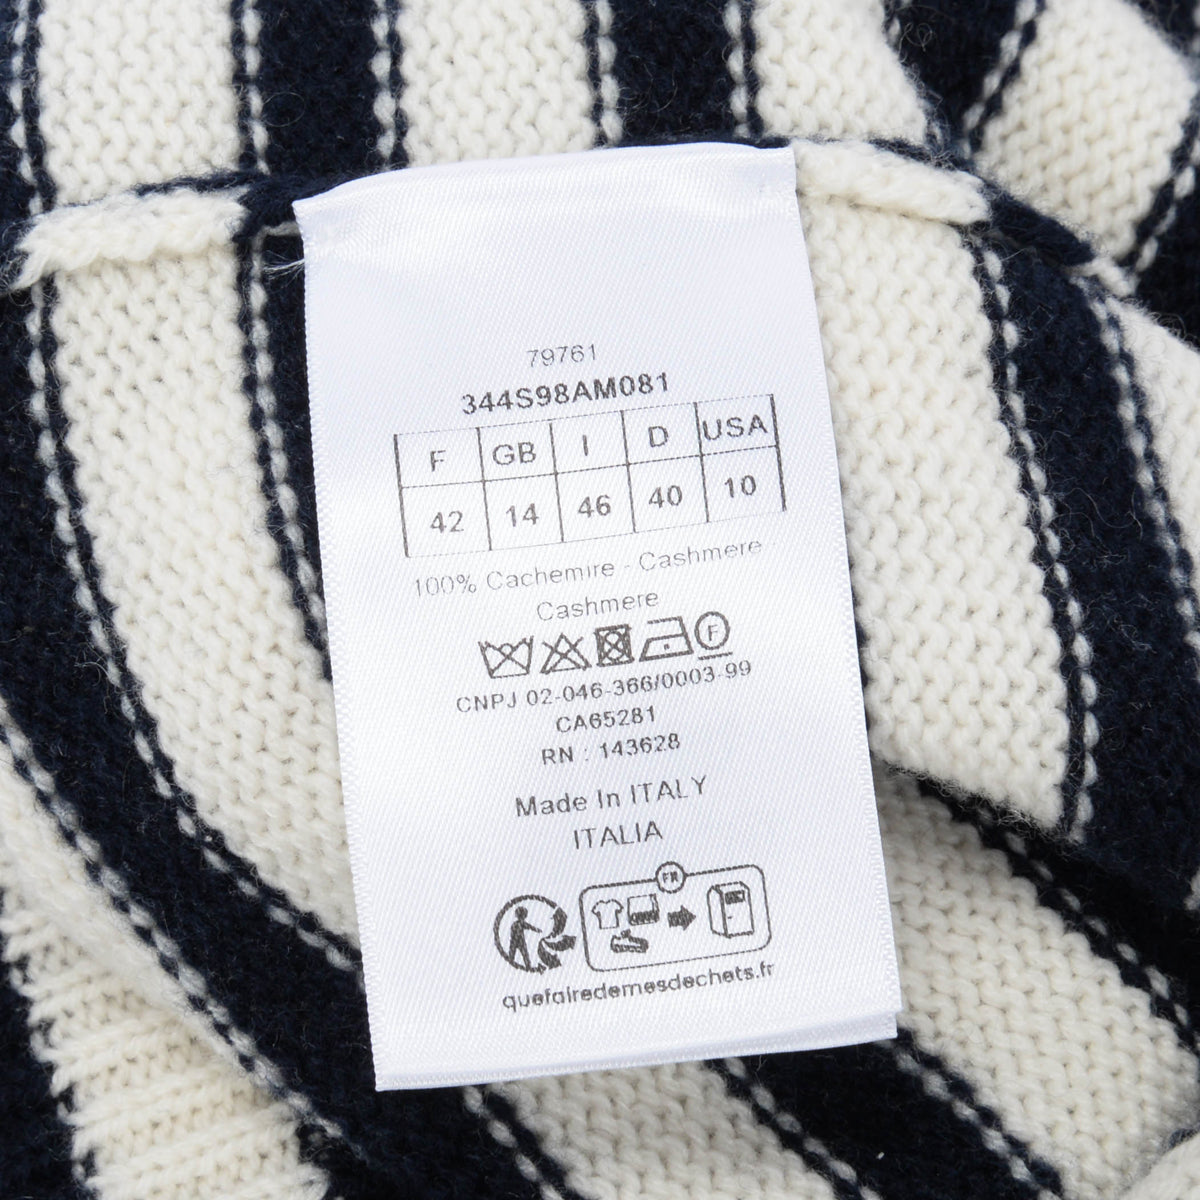 79761
344S98AM081
F GB I D USA
42 14 46 40 10
100% Cachemire - Cashmere
Cashmere
F
CNPJ 02-046-366/0003-99
CA65281
RN : 143628
Made In ITALY
ITALIA
FR
quefairedemesdechets.fr